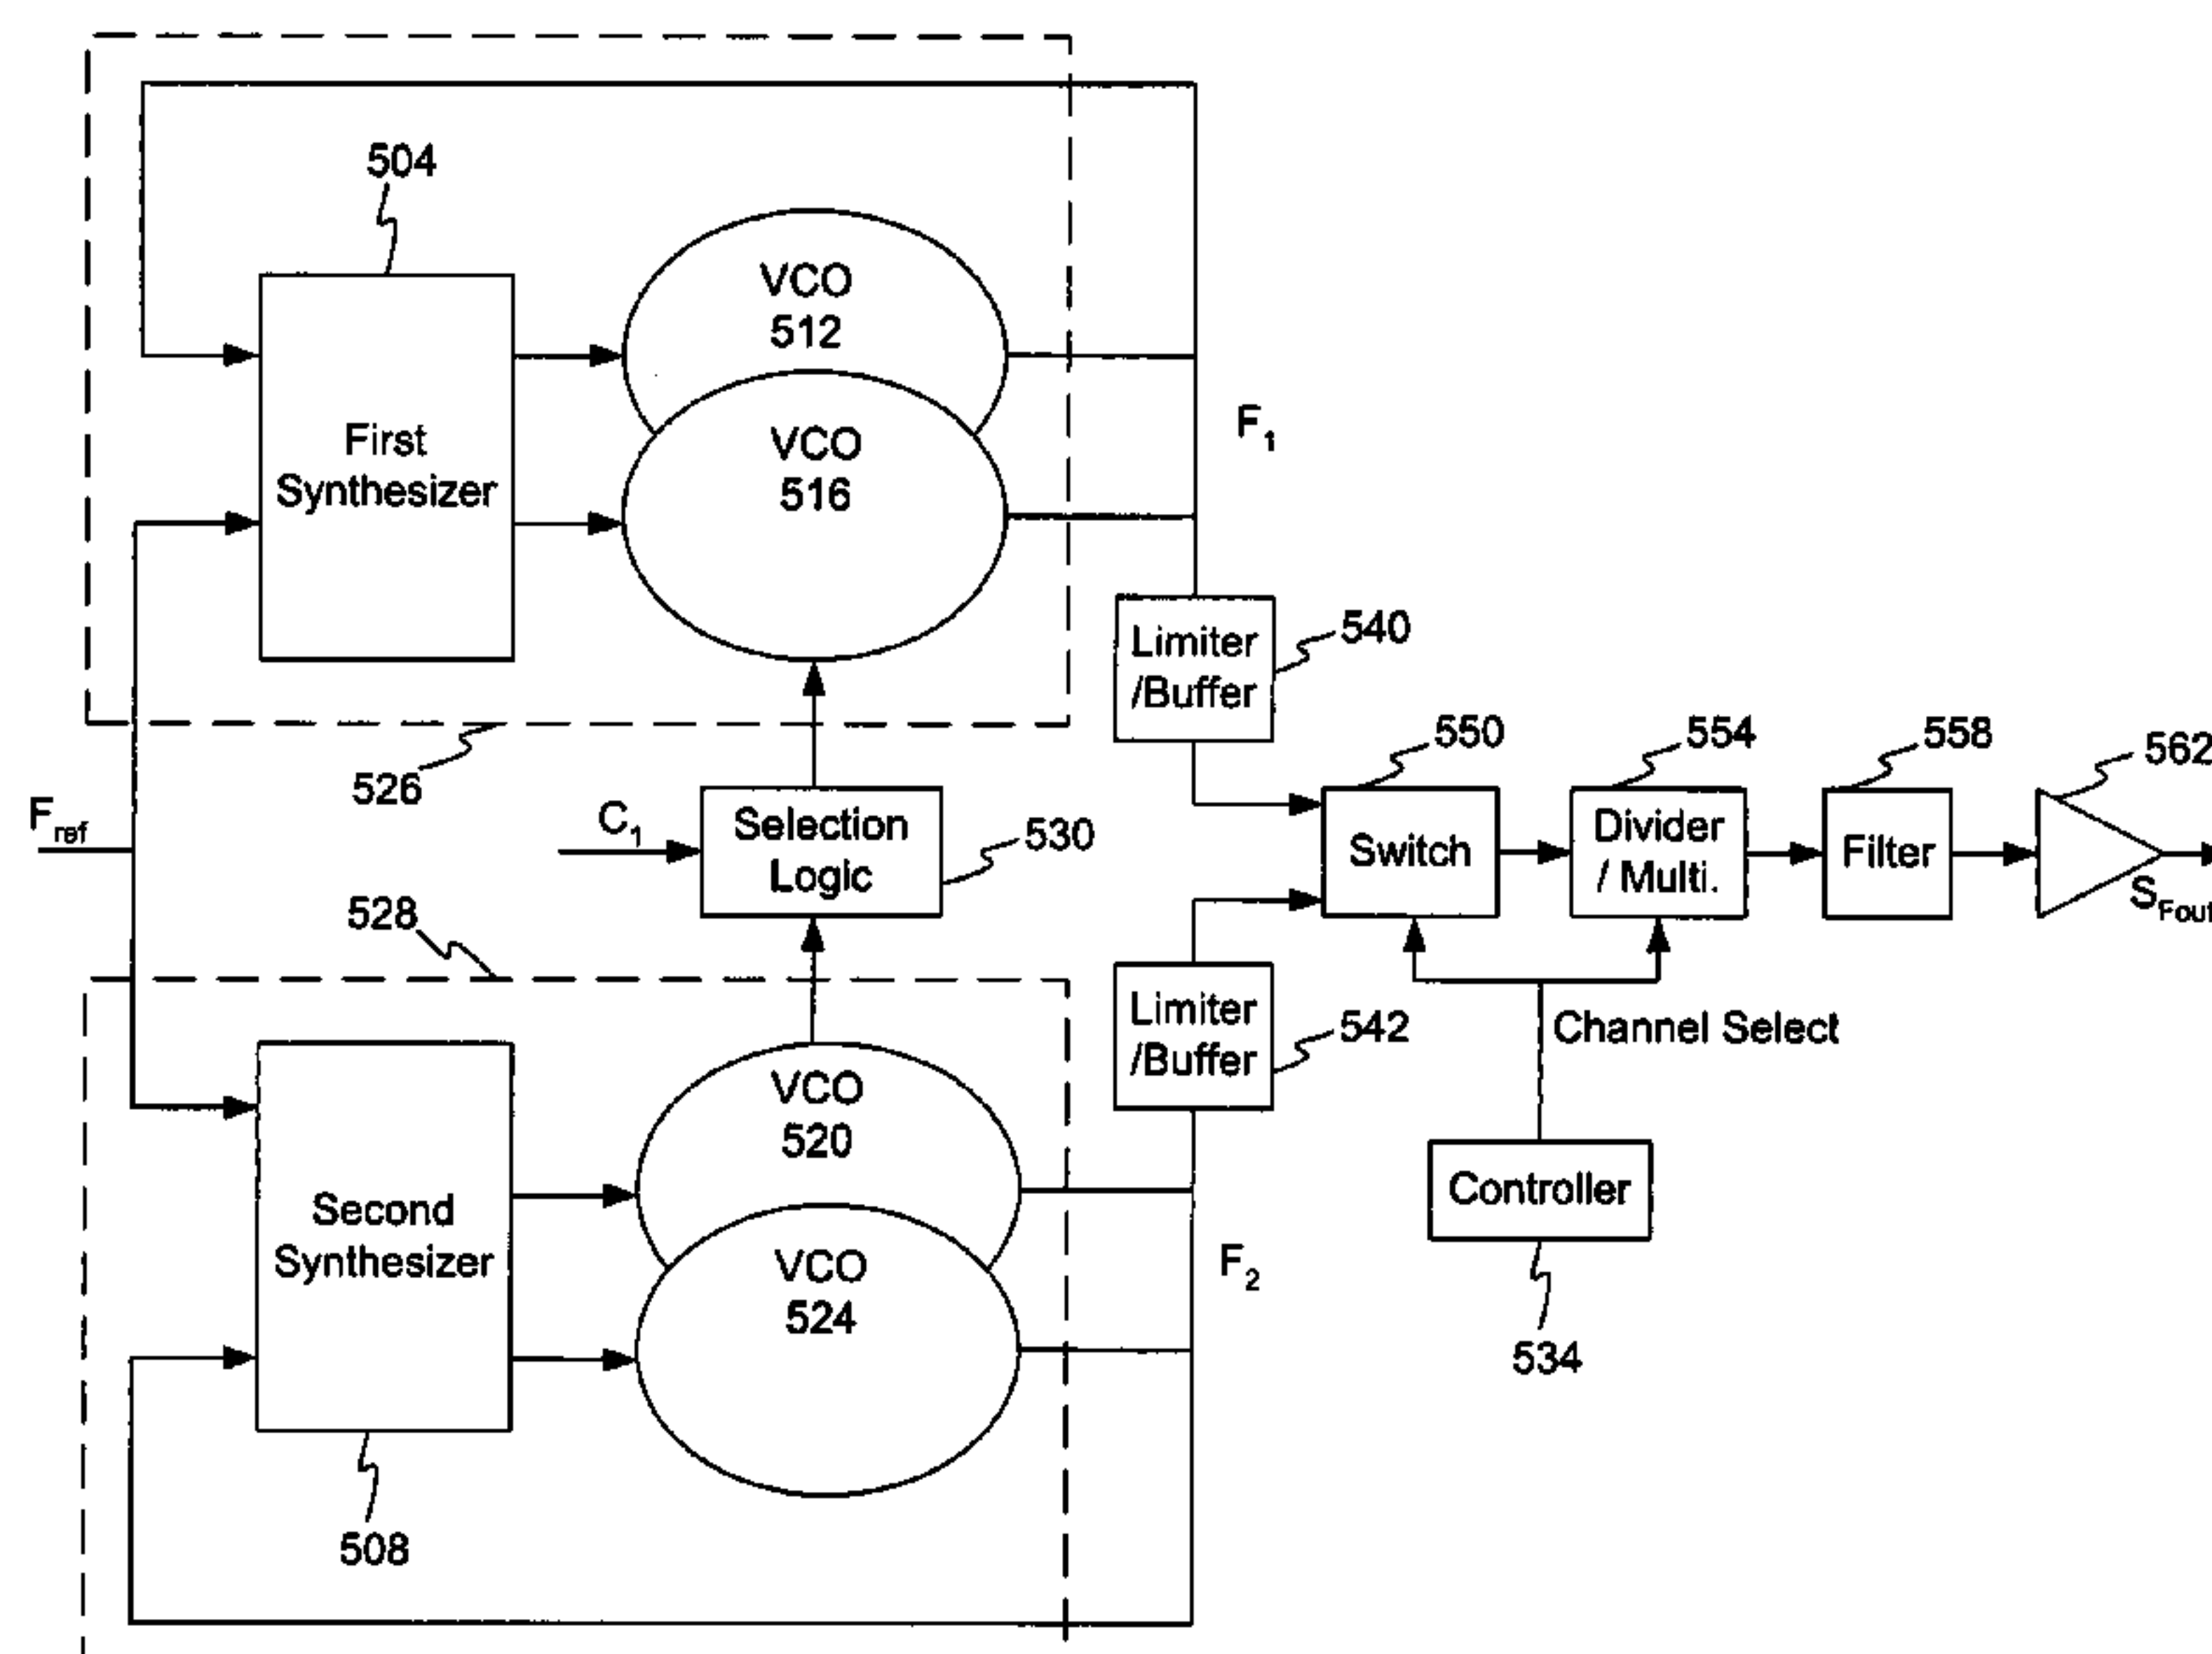 504
VCO
512
First
Synthesizer
VCO
516
F1
Limiter
/Buffer
540
526
Fref
C1
Selection
Logic
530
528
550
554
558
562
Switch
Divider
/ Multi.
Filter
SFout
Limiter
/Buffer
542
Channel Select
Second
Synthesizer
VCO
520
VCO
524
F2
Controller
534
508